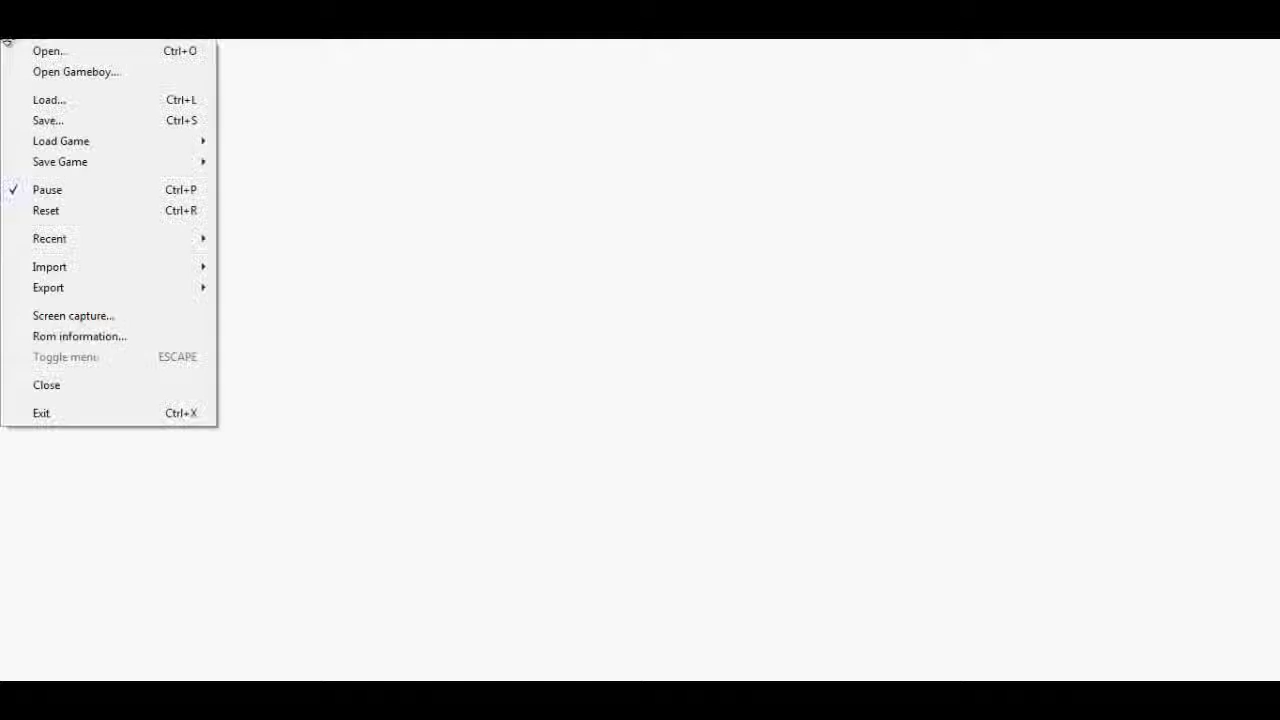 Open... Ctrl+O
Open Gameboy...
Load... Ctrl+L
Save... Ctrl+S
Load Game
Save Game
Pause Ctrl+P
Reset Ctrl+R
Recent
Import
Export
Screen capture...
Rom information...
Toggle menu ESCAPE
Close
Exit Ctrl+X